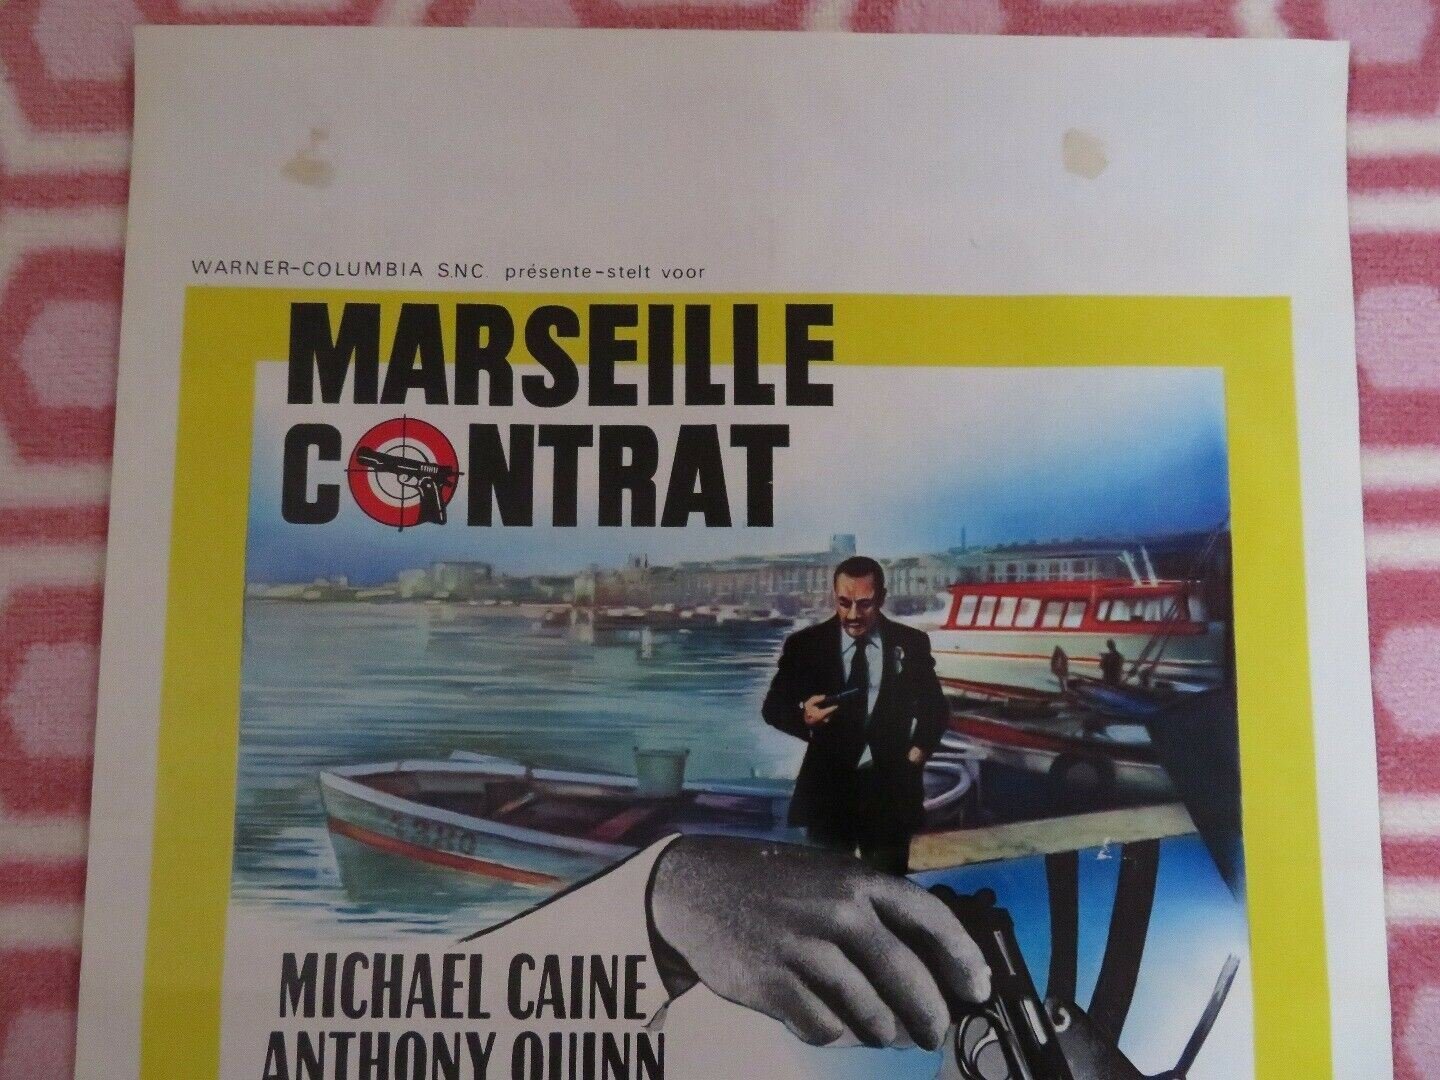 WARNER-COLUMBIA S.N.C. présente-stelt voor
MARSEILLE
CONTRAT
MICHAEL CAINE
ANTHONY QUINN